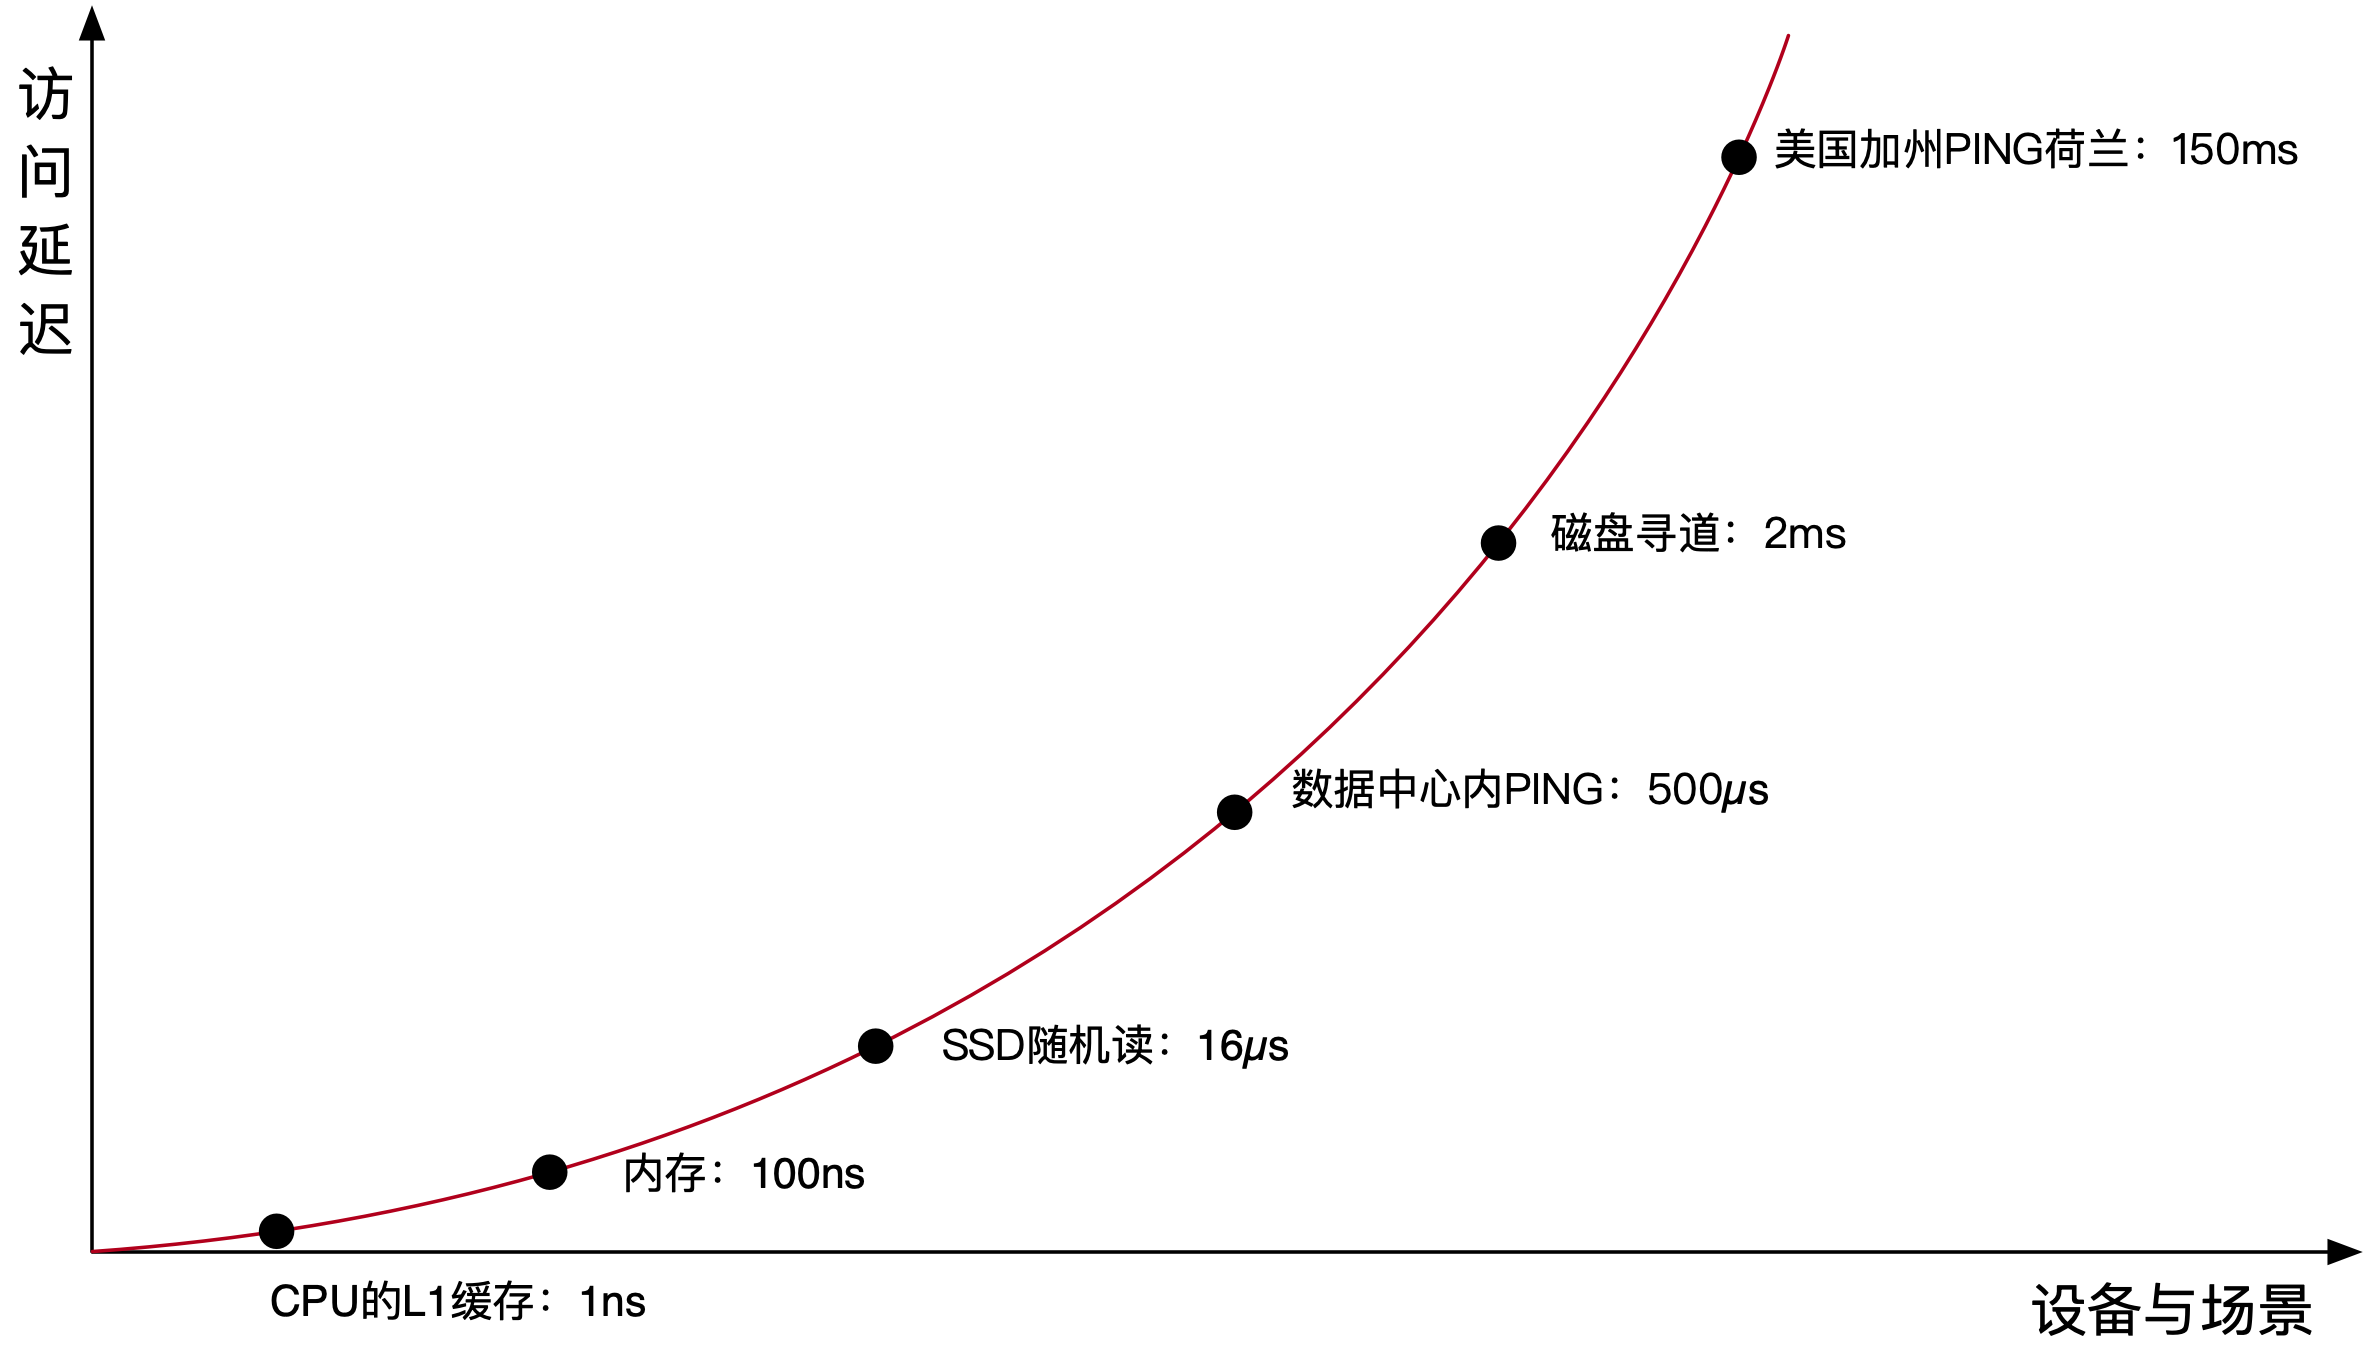 访问延迟
美国加州PING荷兰：150ms
磁盘寻道：2ms
数据中心内PING：500µs
SSD随机读：16µs
内存：100ns
CPU的L1缓存：1ns
设备与场景